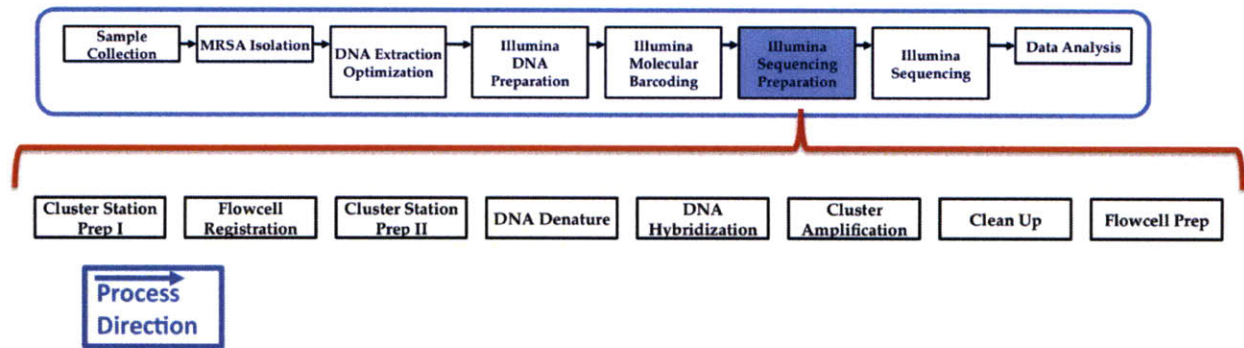 Sample
Collection
MRSA Isolation
DNA Extraction
Optimization
Illumina
DNA
Preparation
Illumina
Molecular
Barcoding
Illumina
Sequencing
Preparation
Illumina
Sequencing
Data Analysis
Cluster Station
Prep I
Flowcell
Registration
Cluster Station
Prep II
DNA Denature
DNA
Hybridization
Cluster
Amplification
Clean Up
Flowcell Prep
Process
Direction